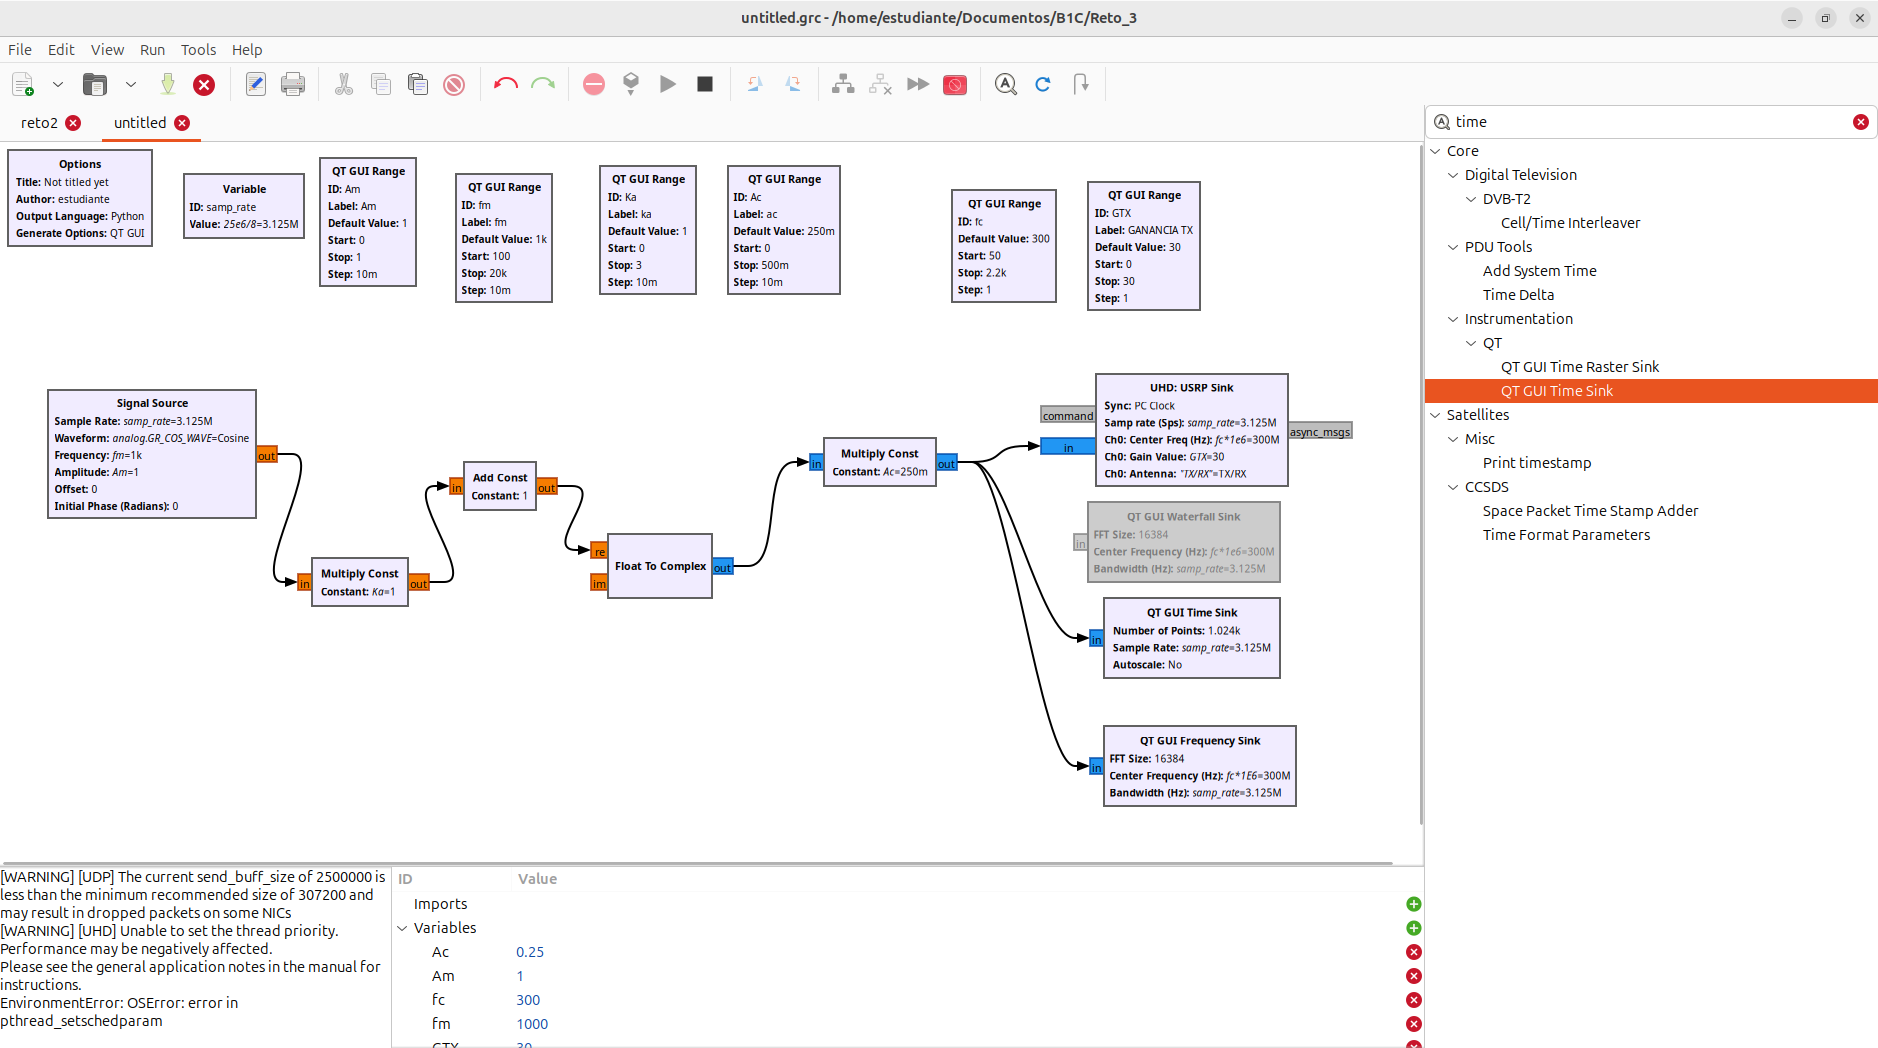 untitled.grc - /home/estudiante/Documentos/B1C/Reto_3
File Edit View Run Tools Help
reto2
untitled
Options
Title: Not titled yet
Author: estudiante
Output Language: Python
Generate Options: QT GUI
Variable
ID: samp_rate
Value: 25e6/8=3.125M
QT GUI Range
ID: Am
Label: Am
Default Value: 1
Start: 0
Stop: 1
Step: 10m
QT GUI Range
ID: fm
Label: fm
Default Value: 1k
Start: 100
Stop: 20k
Step: 10m
QT GUI Range
ID: Ka
Label: ka
Default Value: 1
Start: 0
Stop: 3
Step: 10m
QT GUI Range
ID: Ac
Label: ac
Default Value: 250m
Start: 0
Stop: 500m
Step: 10m
QT GUI Range
ID: fc
Default Value: 300
Start: 50
Stop: 2.2k
Step: 1
QT GUI Range
ID: GTX
Label: GANANCIA TX
Default Value: 30
Start: 0
Stop: 30
Step: 1
Signal Source
Sample Rate: samp_rate=3.125M
Waveform: analog.GR_COS_WAVE=Cosine
Frequency: fm=1k
Amplitude: Am=1
Offset: 0
Initial Phase (Radians): 0
out
in
Multiply Const
Constant: Ka=1
out
in
Add Const
Constant: 1
out
re
im
Float To Complex
out
in
Multiply Const
Constant: Ac=250m
out
command
in
UHD: USRP Sink
Sync: PC Clock
Samp rate (Sps): samp_rate=3.125M
Ch0: Center Freq (Hz): fc*1e6=300M
Ch0: Gain Value: GTX=30
Ch0: Antenna: "TX/RX"=TX/RX
async_msgs
in
QT GUI Waterfall Sink
FFT Size: 16384
Center Frequency (Hz): fc*1e6=300M
Bandwidth (Hz): samp_rate=3.125M
in
QT GUI Time Sink
Number of Points: 1.024k
Sample Rate: samp_rate=3.125M
Autoscale: No
in
QT GUI Frequency Sink
FFT Size: 16384
Center Frequency (Hz): fc*1E6=300M
Bandwidth (Hz): samp_rate=3.125M
time
Core
Digital Television
DVB-T2
Cell/Time Interleaver
PDU Tools
Add System Time
Time Delta
Instrumentation
QT
QT GUI Time Raster Sink
QT GUI Time Sink
Satellites
Misc
Print timestamp
CCSDS
Space Packet Time Stamp Adder
Time Format Parameters
[WARNING] [UDP] The current send_buff_size of 2500000 is
less than the minimum recommended size of 307200 and
may result in dropped packets on some NICs
[WARNING] [UHD] Unable to set the thread priority.
Performance may be negatively affected.
Please see the general application notes in the manual for
instructions.
EnvironmentError: OSError: error in
pthread_setschedparam
ID Value
Imports
Variables
Ac 0.25
Am 1
fc 300
fm 1000
GTX 30